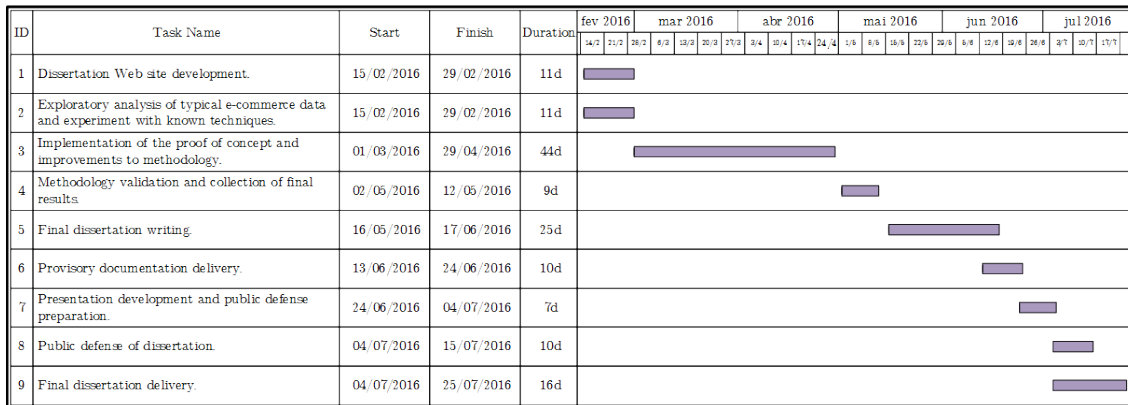 ID Task Name Start Finish Duration fev 2016 mar 2016 abr 2016 mai 2016 jun 2016 jul 2016
14/2 21/2 28/2 6/3 13/3 20/3 27/3 3/4 10/4 17/4 24/4 1/5 8/5 15/5 22/5 29/5 5/6 12/6 19/6 26/6 3/7 10/7 17/7
1 Dissertation Web site development. 15/02/2016 29/02/2016 11d
2 Exploratory analysis of typical e-commerce data
and experiment with known techniques. 15/02/2016 29/02/2016 11d
3 Implementation of the proof of concept and
improvements to methodology. 01/03/2016 29/04/2016 44d
4 Methodology validation and collection of final
results. 02/05/2016 12/05/2016 9d
5 Final dissertation writing. 16/05/2016 17/06/2016 25d
6 Provisory documentation delivery. 13/06/2016 24/06/2016 10d
7 Presentation development and public defense
preparation. 24/06/2016 04/07/2016 7d
8 Public defense of dissertation. 04/07/2016 15/07/2016 10d
9 Final dissertation delivery. 04/07/2016 25/07/2016 16d